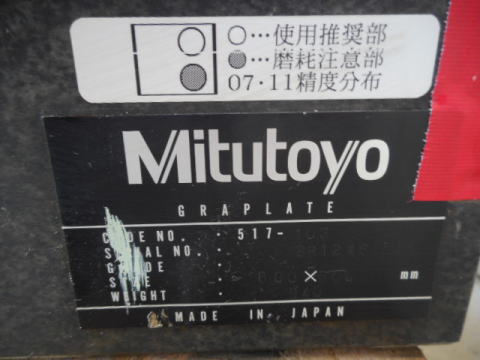 ○…使用推奨部
●…磨耗注意部
07・11精度分布
Mitutoyo
GRAPLATE
CODE NO. : 517-
SERIAL NO. :
GRADE :
SIZE : × mm
WEIGHT :
MADE IN JAPAN